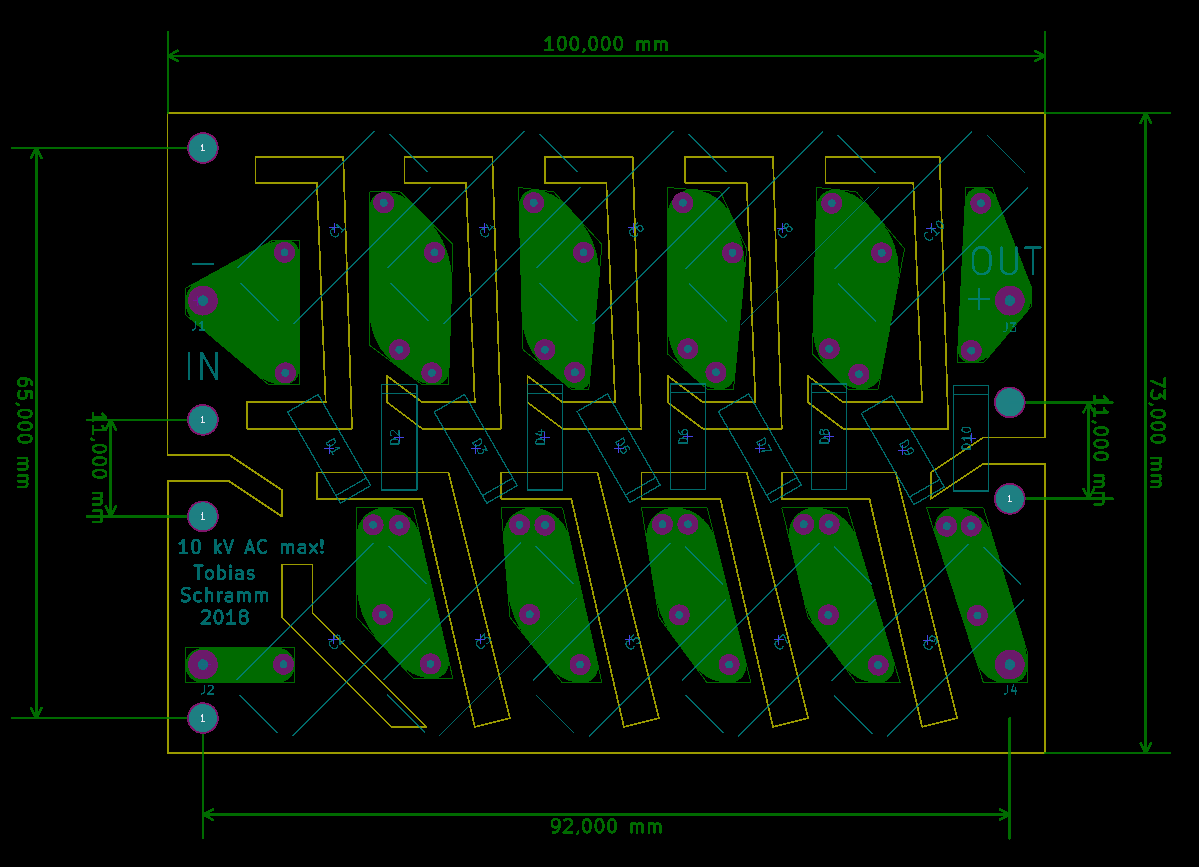 100,000 mm
1
C1
C4
C6
C8
C10
OUT
+
J1
J3
IN
65,000 mm
11,000 mm
1
D1
D2
D3
D4
D5
D6
D7
D8
D9
D10
11,000 mm
73,000 mm
1
1
10 kV AC max!
Tobias
Schramm
2018
C2
C3
C5
C7
C9
J2
J4
1
92,000 mm